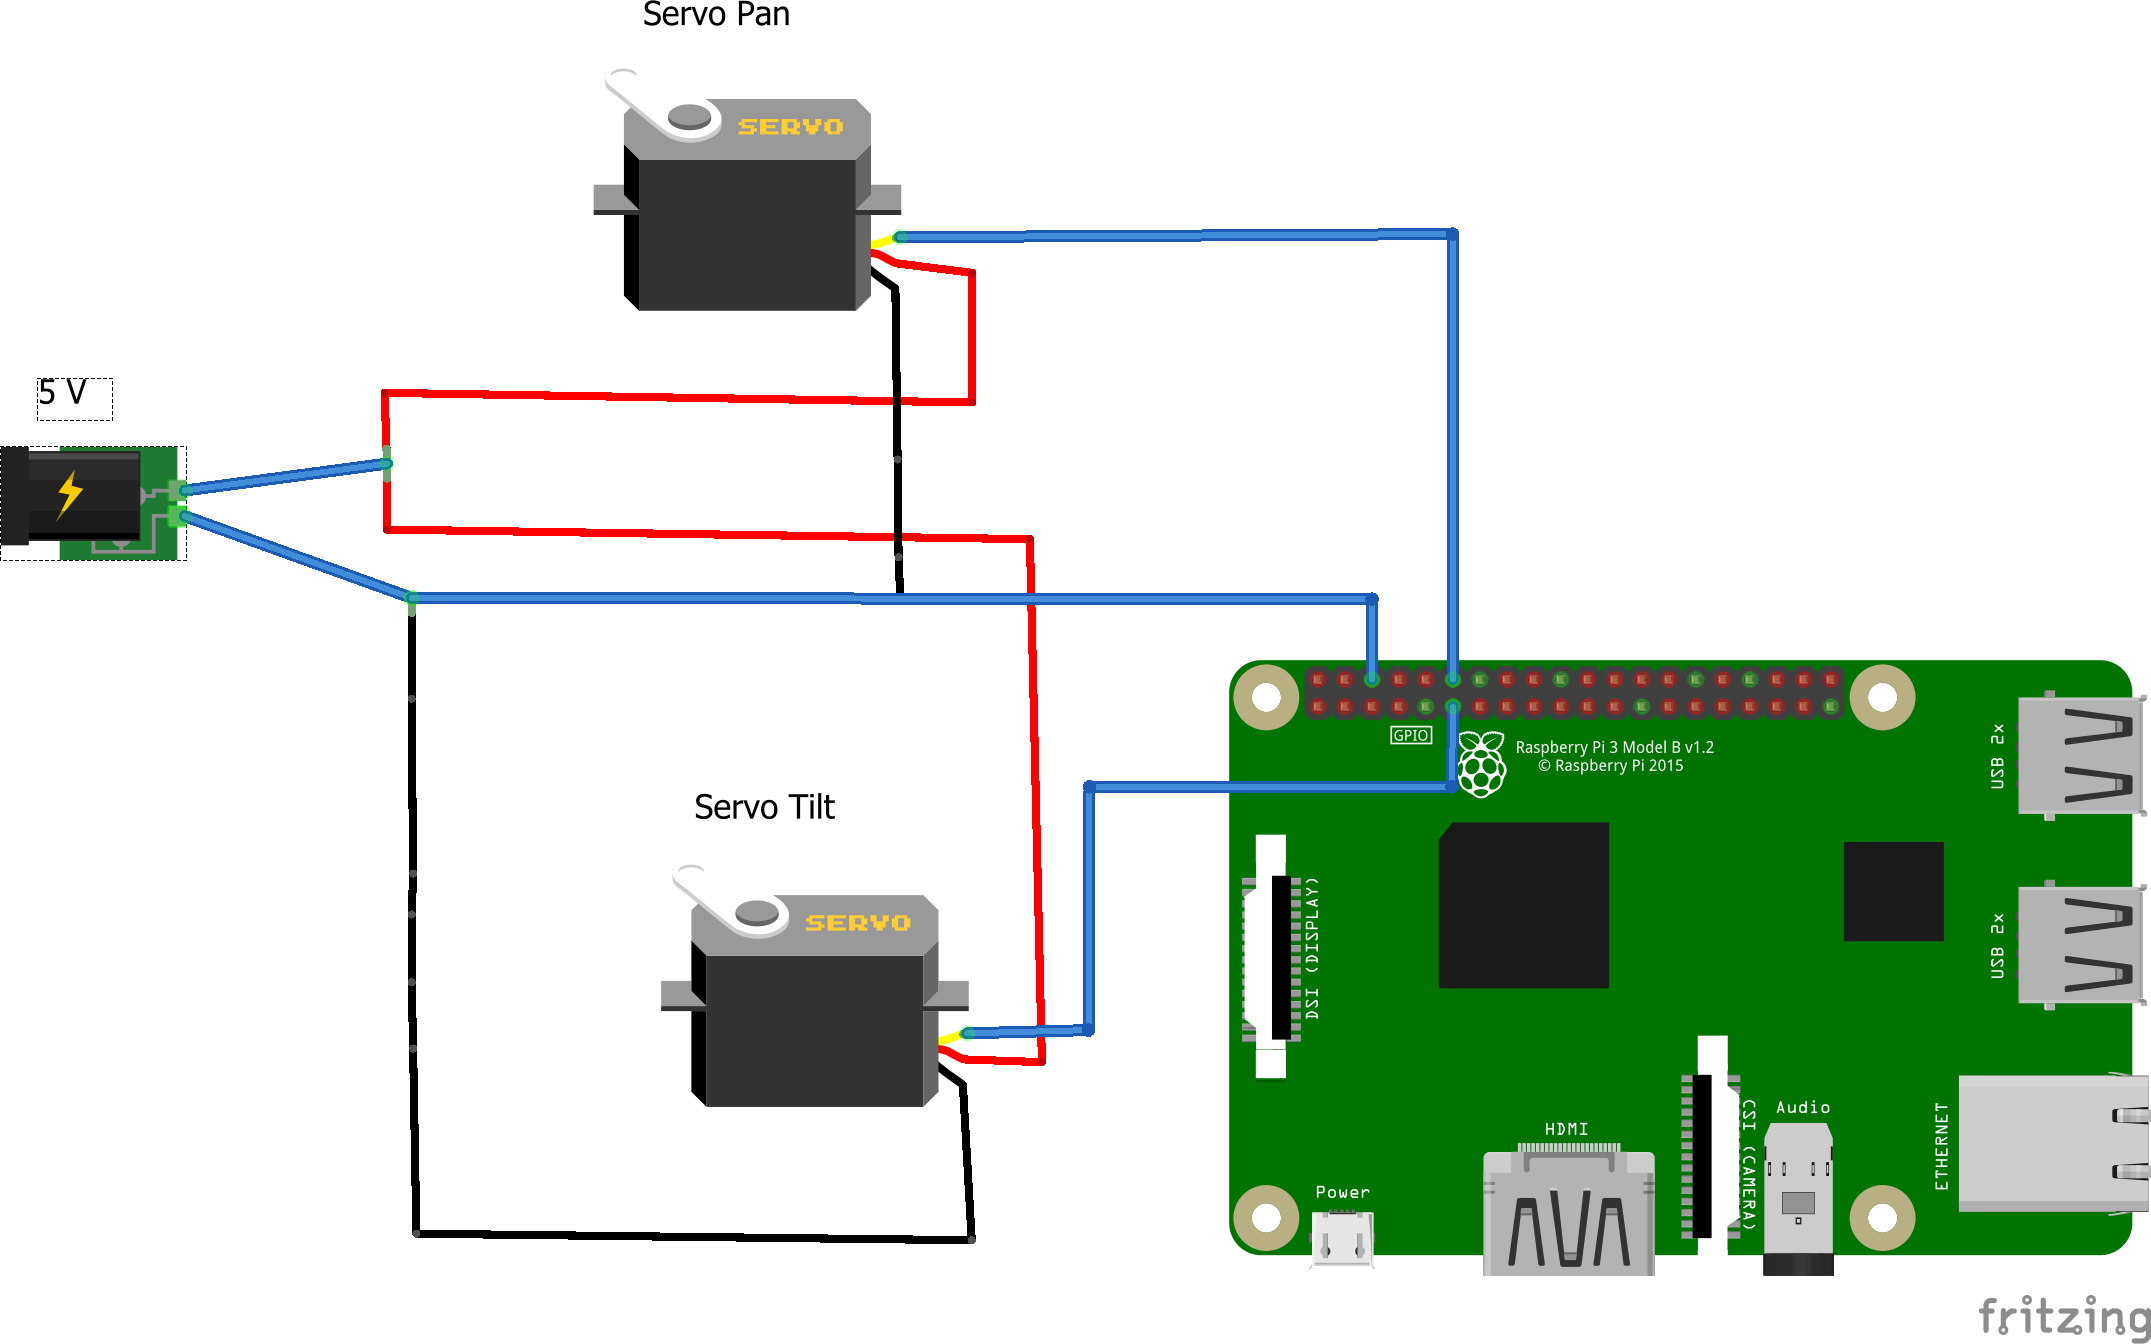 Servo Pan
SERVO
5 V
GPIO
Raspberry Pi 3 Model B v1.2
© Raspberry Pi 2015
USB 2x
Servo Tilt
SERVO
DSI (DISPLAY)
USB 2x
HDMI
CSI (CAMERA)
Audio
ETHERNET
Power
fritzing